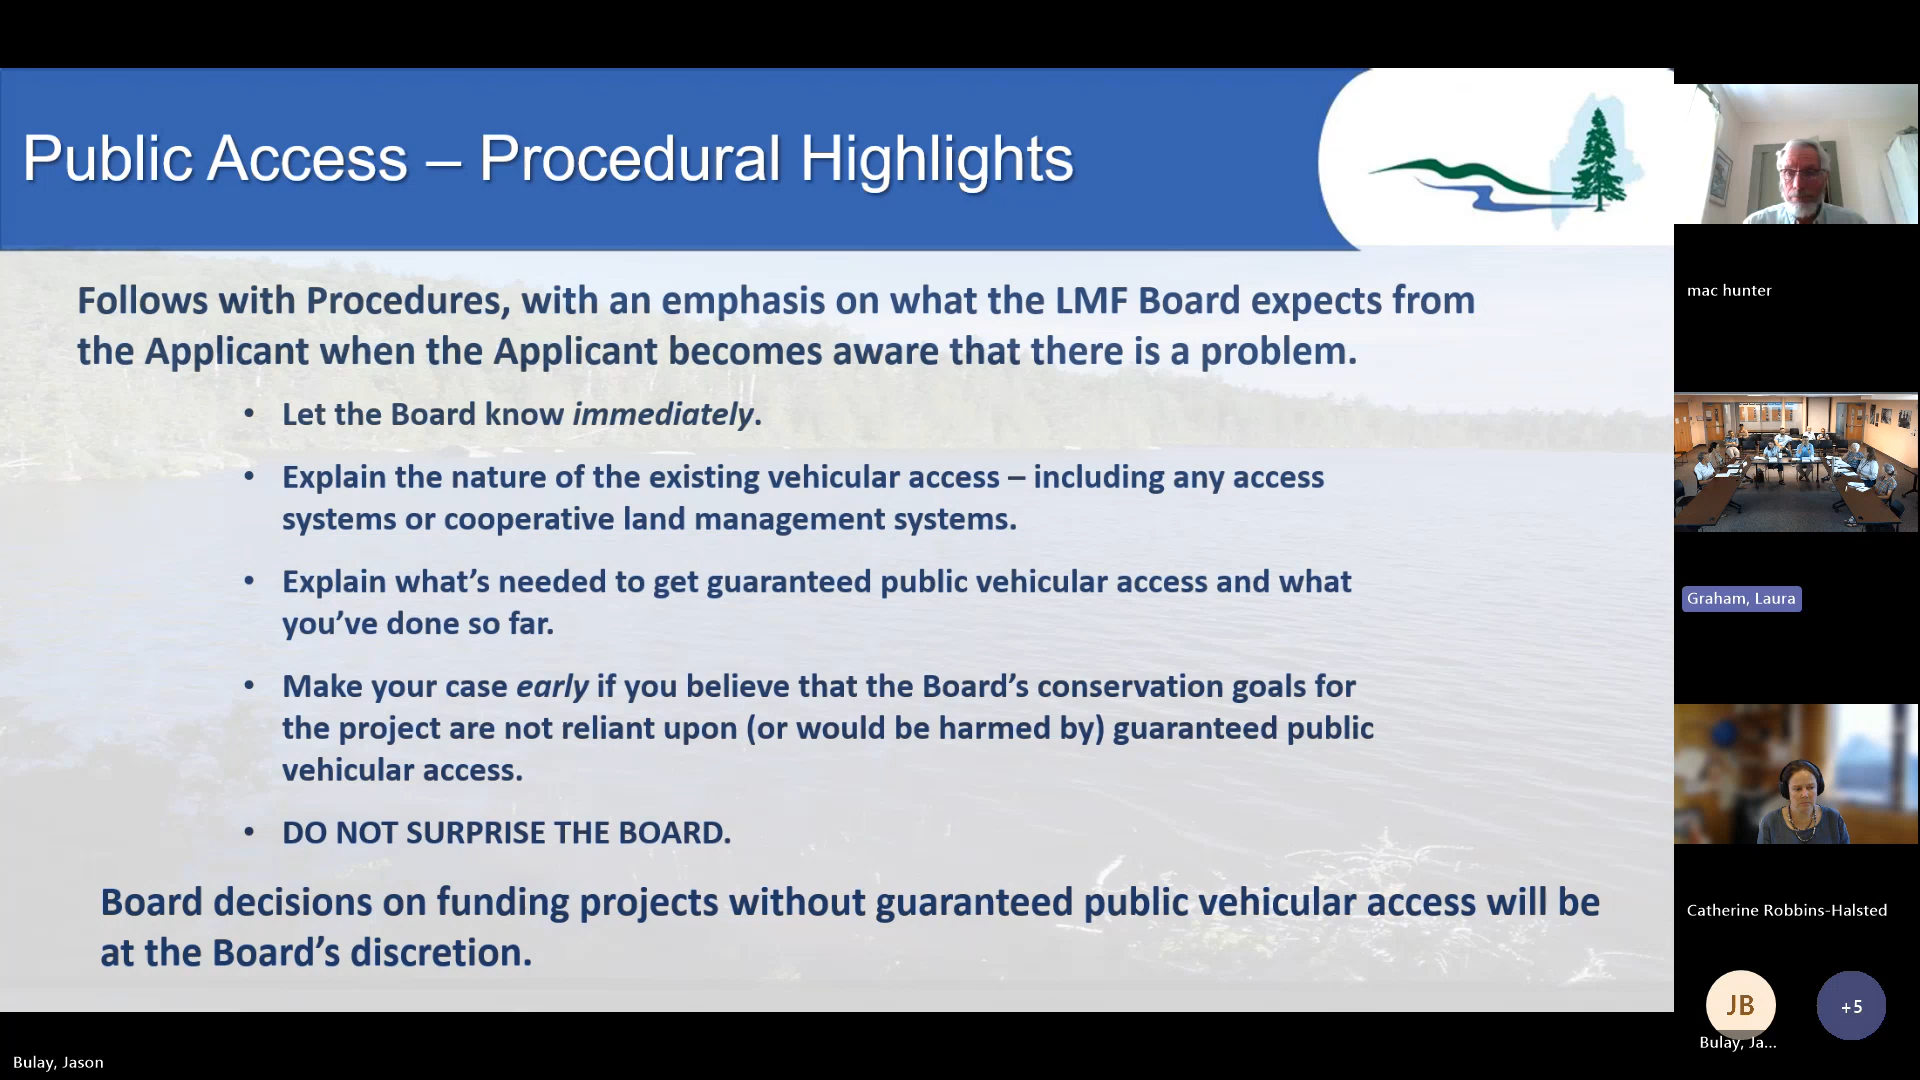 Public Access – Procedural Highlights
Follows with Procedures, with an emphasis on what the LMF Board expects from
the Applicant when the Applicant becomes aware that there is a problem.
• Let the Board know immediately.
• Explain the nature of the existing vehicular access – including any access
systems or cooperative land management systems.
• Explain what’s needed to get guaranteed public vehicular access and what
you’ve done so far.
• Make your case early if you believe that the Board’s conservation goals for
the project are not reliant upon (or would be harmed by) guaranteed public
vehicular access.
• DO NOT SURPRISE THE BOARD.
Board decisions on funding projects without guaranteed public vehicular access will be
at the Board’s discretion.
mac hunter
Graham, Laura
Catherine Robbins-Halsted
JB
+5
Bulay, Ja...
Bulay, Jason